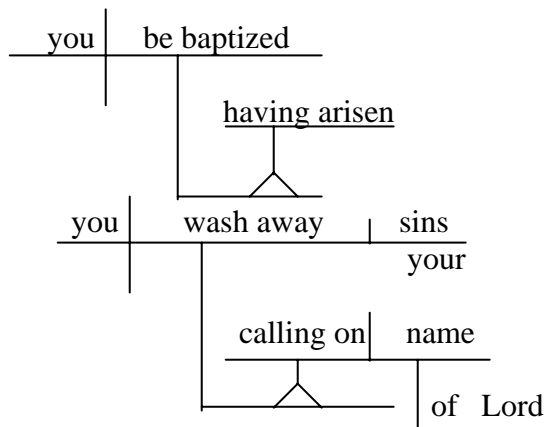 you be baptized
having arisen
you wash away sins
your
calling on name
of Lord